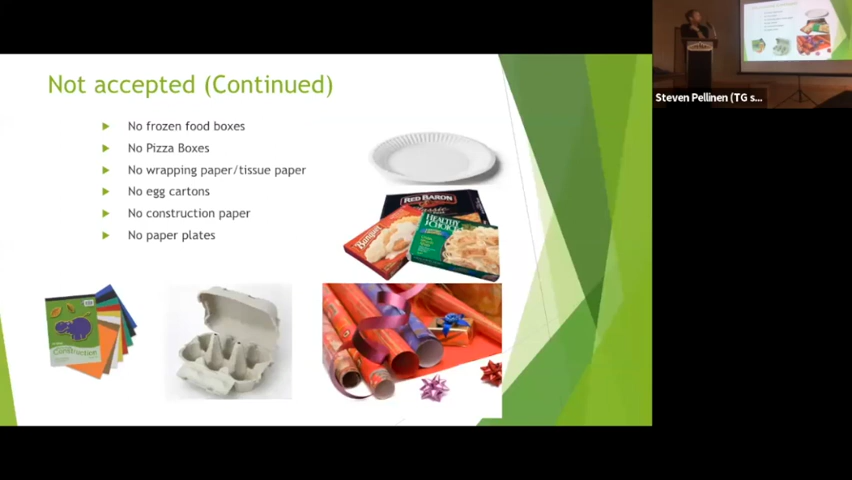 Not accepted (Continued)
No frozen food boxes
No Pizza Boxes
No wrapping paper/tissue paper
No egg cartons
No construction paper
No paper plates
RED BARON
Banquet
HEALTHY
CHOICE
Construction
Steven Pellinen (TG s...